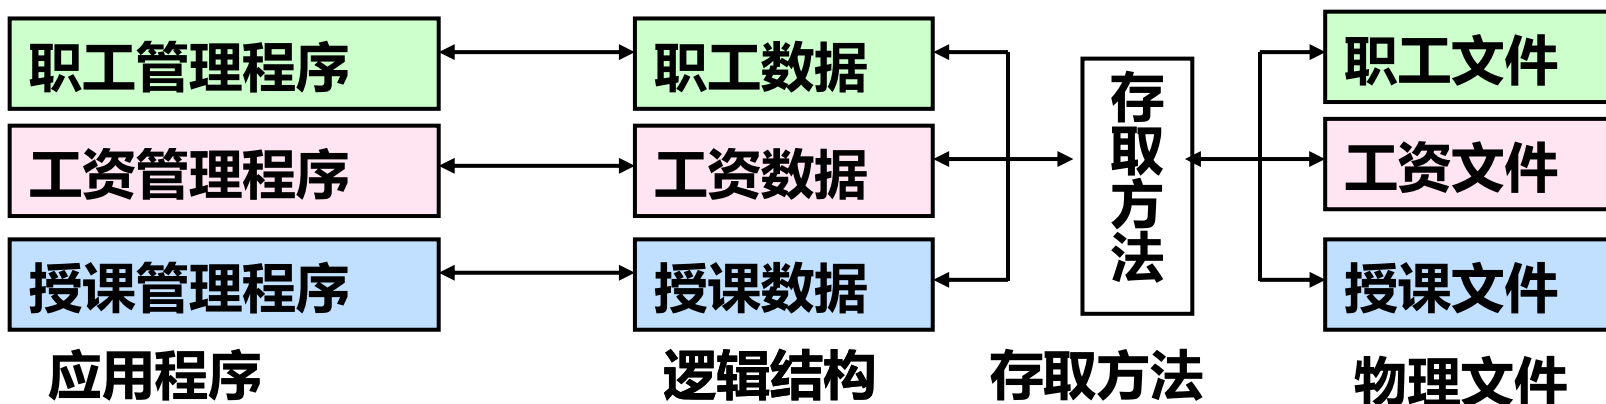 职工管理程序
职工数据
职工文件
工资管理程序
工资数据
存取方法
工资文件
授课管理程序
授课数据
授课文件
应用程序
逻辑结构
存取方法
物理文件